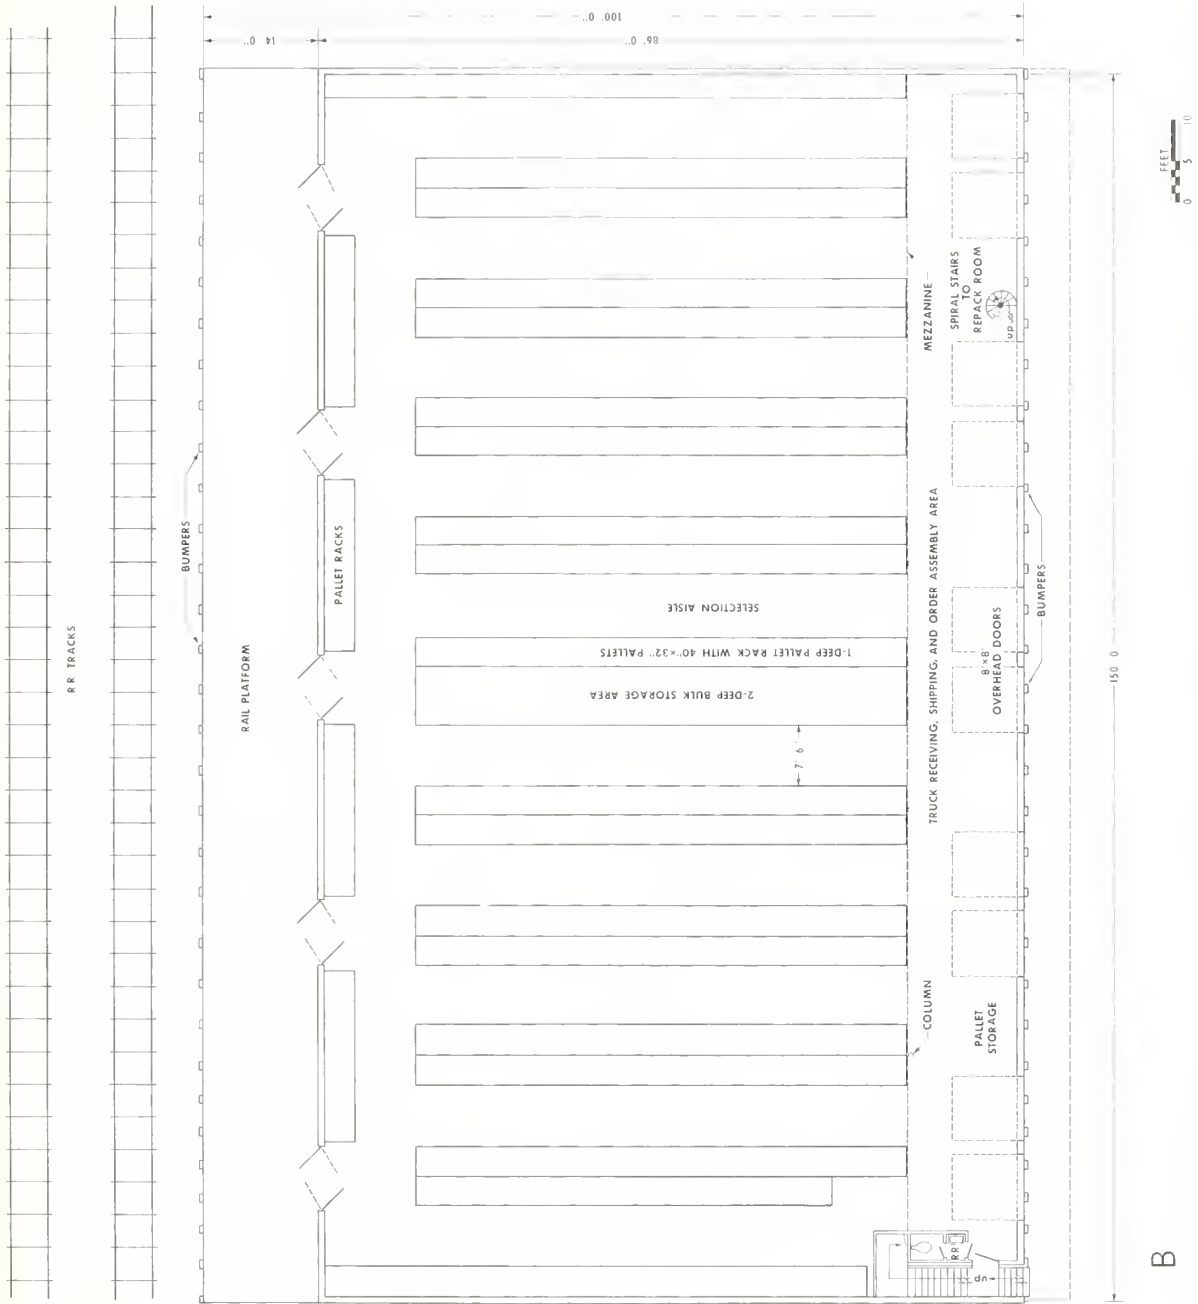 100'. 0"
14'. 0"
86'. 0"
FEET
0 5 10
RR TRACKS
BUMPERS
RAIL PLATFORM
PALLET RACKS
MEZZANINE
SPIRAL STAIRS
TO
REPACK ROOM
UP
SELECTION AISLE
1-DEEP PALLET RACK WITH 40"×32" PALLETS
2-DEEP BULK STORAGE AREA
7' 6"
TRUCK RECEIVING, SHIPPING, AND ORDER ASSEMBLY AREA
8'×8'
OVERHEAD DOORS
BUMPERS
150 0
COLUMN
PALLET
STORAGE
RR
UP
B